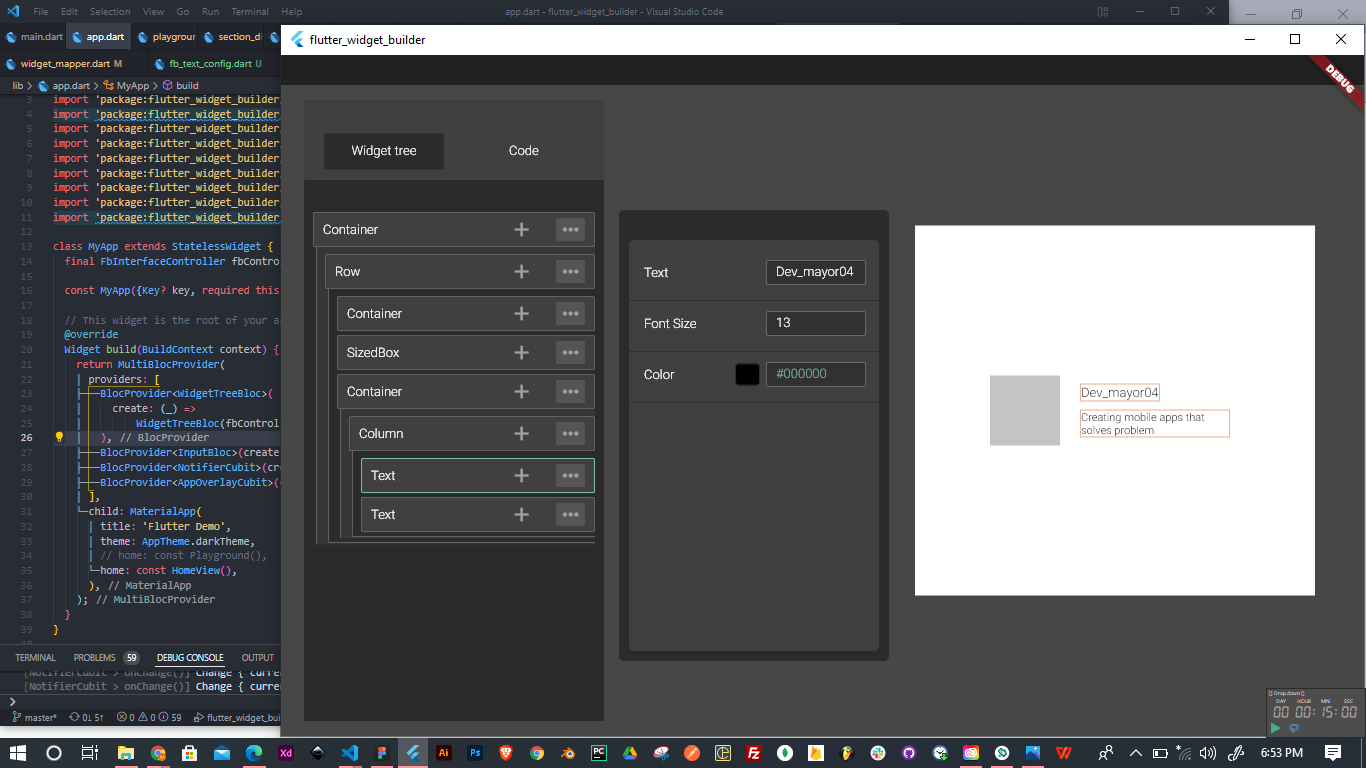 File Edit Selection View Go Run Terminal Help
app.dart - flutter_widget_builder - Visual Studio Code
main.dart app.dart playgroun section_di
widget_mapper.dart M fb_text_config.dart U
lib > app.dart > MyApp > build
3 import 'package:flutter_widget_builder
4 import 'package:flutter_widget_builder
5 import 'package:flutter_widget_builder
6 import 'package:flutter_widget_builder
7 import 'package:flutter_widget_builder
8 import 'package:flutter_widget_builder
9 import 'package:flutter_widget_builder
10 import 'package:flutter_widget_builder
11 import 'package:flutter_widget_builder
12
13 class MyApp extends StatelessWidget {
14 final FbInterfaceController fbContro
15
16 const MyApp({Key? key, required this
17
18 // This widget is the root of your ap
19 @override
20 Widget build(BuildContext context) {
21 return MultiBlocProvider(
22 providers: [
23 BlocProvider<WidgetTreeBloc>(
24 create: (_) =>
25 WidgetTreeBloc(fbControl
26 ), // BlocProvider
27 BlocProvider<InputBloc>(create
28 BlocProvider<NotifierCubit>(cr
29 BlocProvider<AppOverlayCubit>(
30 ],
31 child: MaterialApp(
32 title: 'Flutter Demo',
33 theme: AppTheme.darkTheme,
34 // home: const Playground(),
35 home: const HomeView(),
36 ), // MaterialApp
37 ); // MultiBlocProvider
38 }
39 }
TERMINAL PROBLEMS 59 DEBUG CONSOLE OUTPUT
[NotifierCubit > onChange()] Change { curre
[NotifierCubit > onChange()] Change { curre
master* 0↓ 5↑ 0 0 59 flutter_widget_bui
flutter_widget_builder
DEBUG
Widget tree Code
Container
Row
Container
SizedBox
Container
Column
Text
Text
Text Dev_mayor04
Font Size 13
Color #000000
Dev_mayor04
Creating mobile apps that
solves problem
[] Drop down []
DAY HOUR MIN SEC
00 00:15:00
Xd Ai Ps PC Fz W
6:53 PM